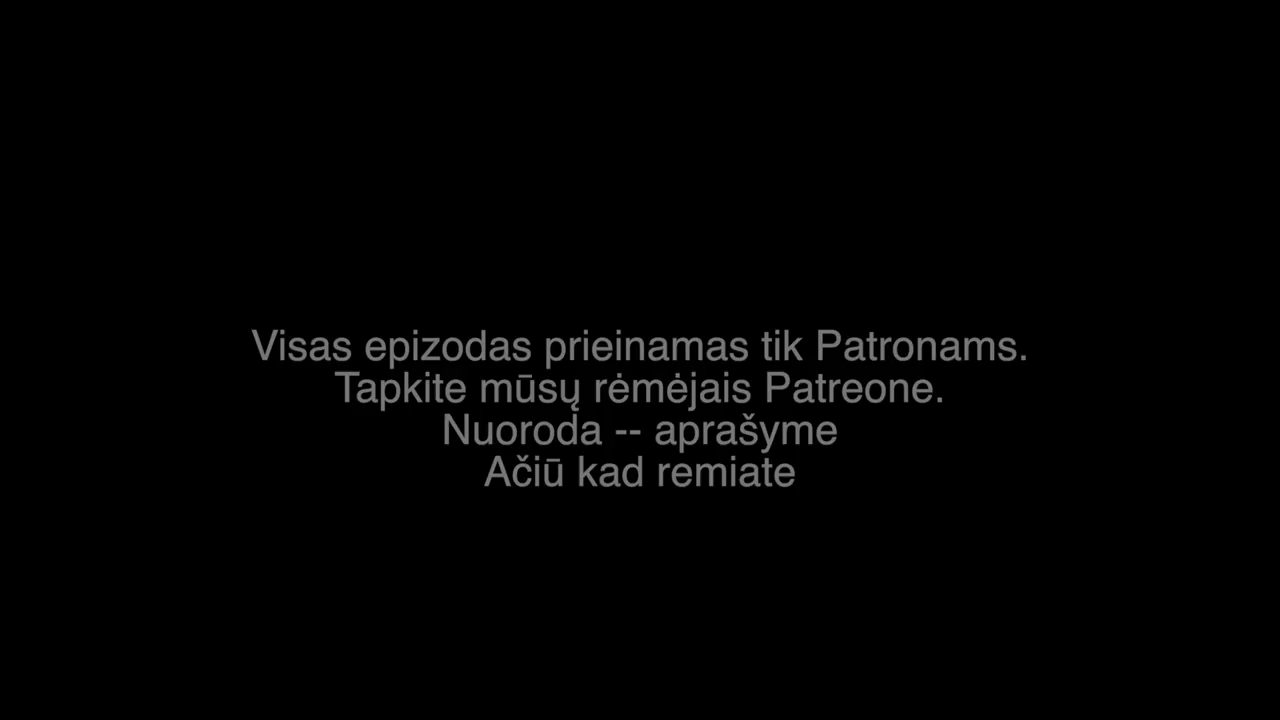 Visas epizodas prieinamas tik Patronams.
Tapkite mūsų rėmėjais Patreone.
Nuoroda -- aprašyme
Ačiū kad remiate